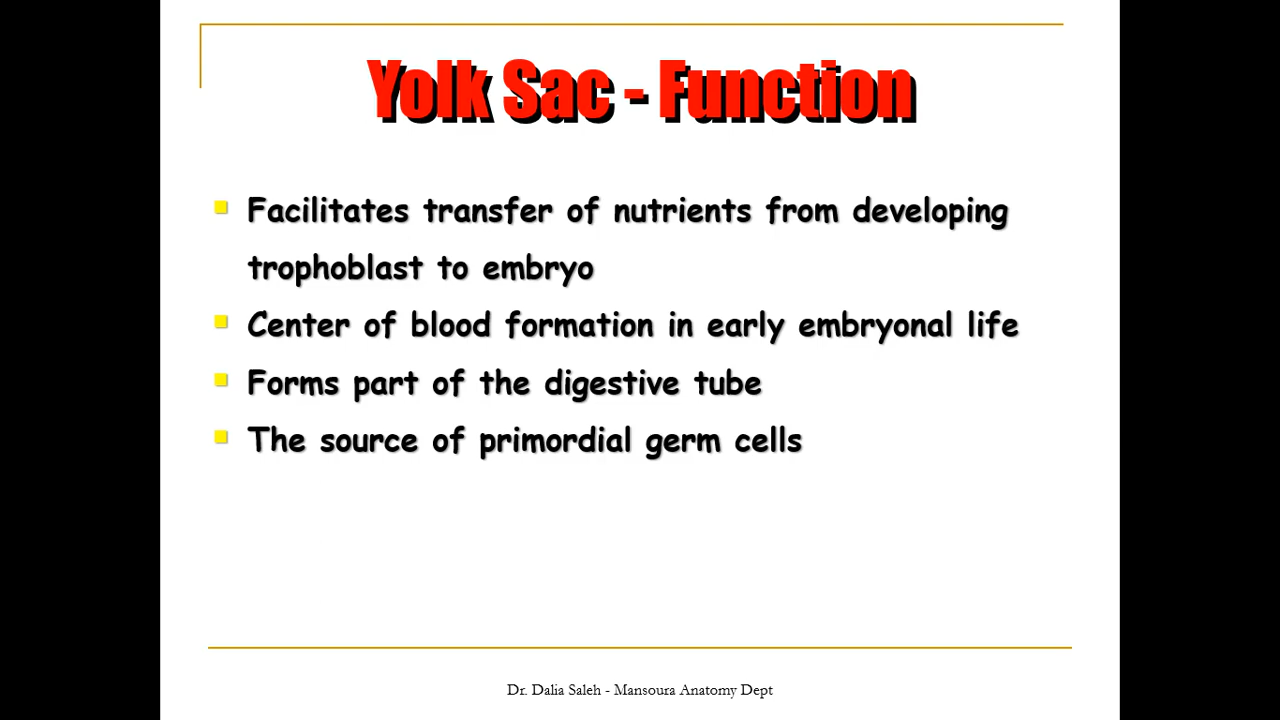 Yolk Sac - Function
Facilitates transfer of nutrients from developing
trophoblast to embryo
Center of blood formation in early embryonal life
Forms part of the digestive tube
The source of primordial germ cells
Dr. Dalia Saleh - Mansoura Anatomy Dept